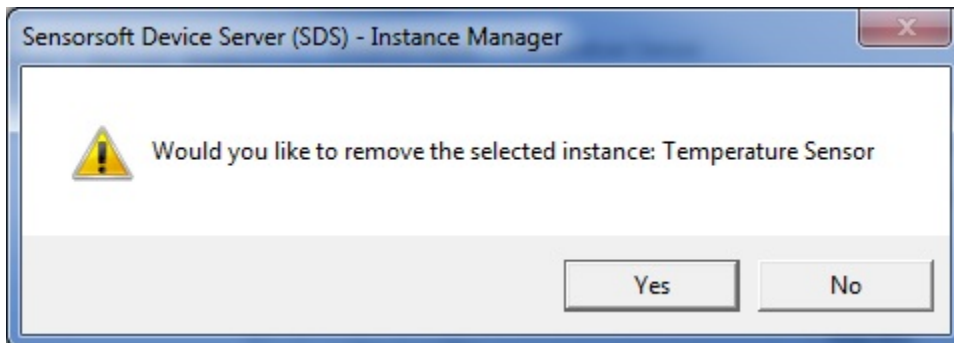 Sensorsoft Device Server (SDS) - Instance Manager
Would you like to remove the selected instance: Temperature Sensor
Yes
No